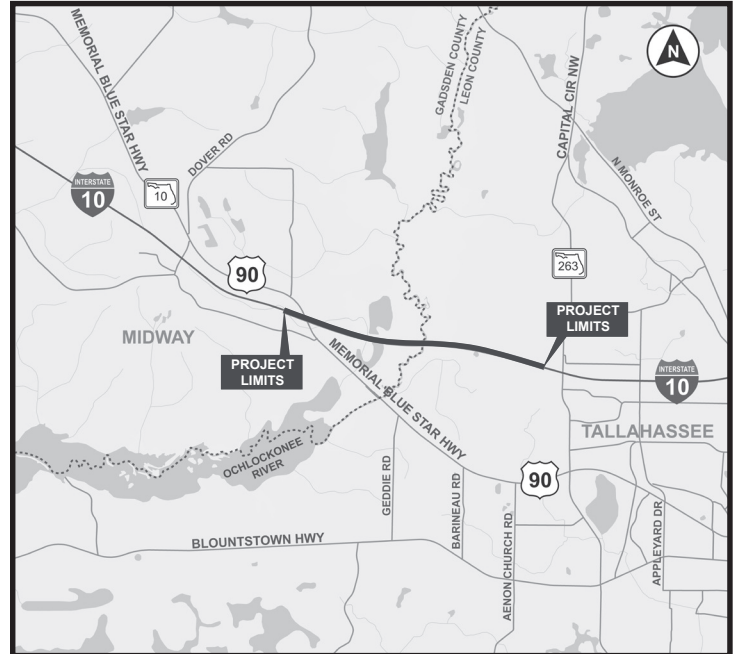 MEMORIAL BLUE STAR HWY
GADSDEN COUNTY
LEON COUNTY
CAPITAL CIR NW
N
DOVER RD
INTERSTATE
10
10
N MONROE ST
90
263
PROJECT
LIMITS
MIDWAY
PROJECT
LIMITS
MEMORIAL BLUE STAR HWY
INTERSTATE
10
TALLAHASSEE
OCHLOCKONEE
RIVER
GEDDIE RD
BARINEAU RD
90
AENON CHURCH RD
APPLEYARD DR
BLOUNTSTOWN HWY